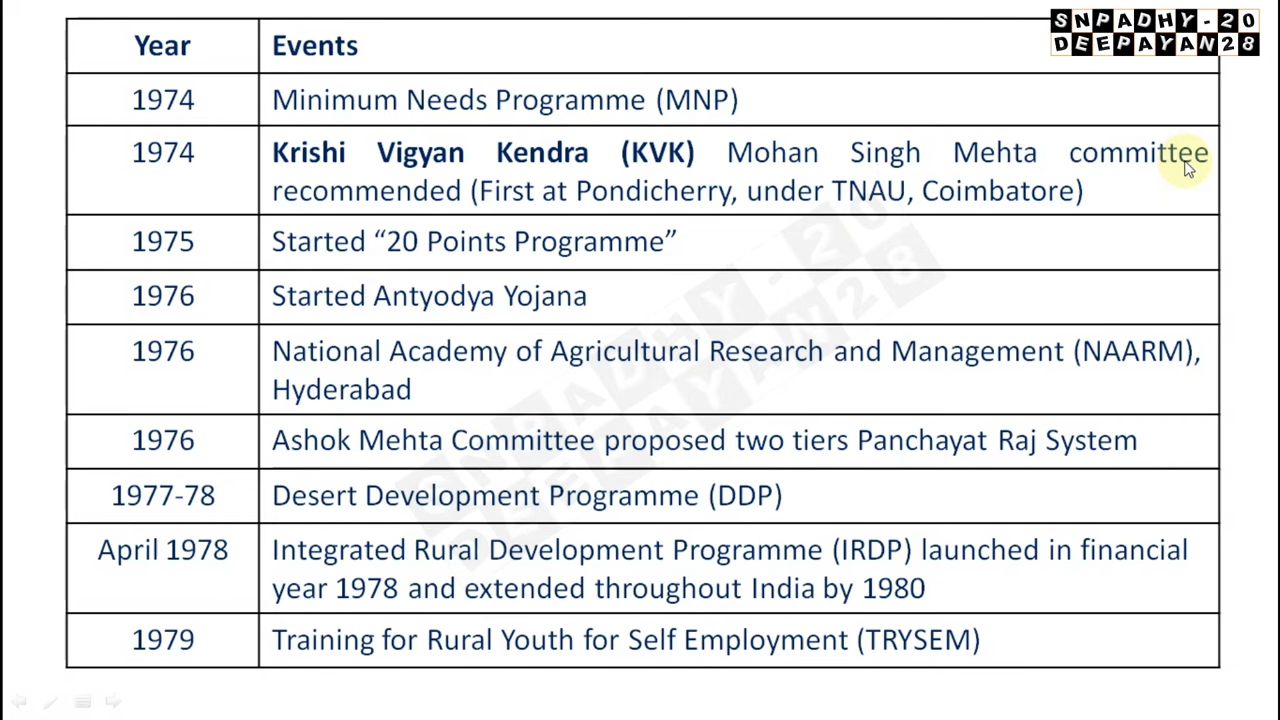 SNPADHY-20
DEEPAYAN28
Year Events
1974 Minimum Needs Programme (MNP)
1974 Krishi Vigyan Kendra (KVK) Mohan Singh Mehta committee
recommended (First at Pondicherry, under TNAU, Coimbatore)
1975 Started “20 Points Programme”
1976 Started Antyodya Yojana
1976 National Academy of Agricultural Research and Management (NAARM),
Hyderabad
1976 Ashok Mehta Committee proposed two tiers Panchayat Raj System
1977-78 Desert Development Programme (DDP)
April 1978 Integrated Rural Development Programme (IRDP) launched in financial
year 1978 and extended throughout India by 1980
1979 Training for Rural Youth for Self Employment (TRYSEM)
SNPADHY-20
DEEPAYAN28